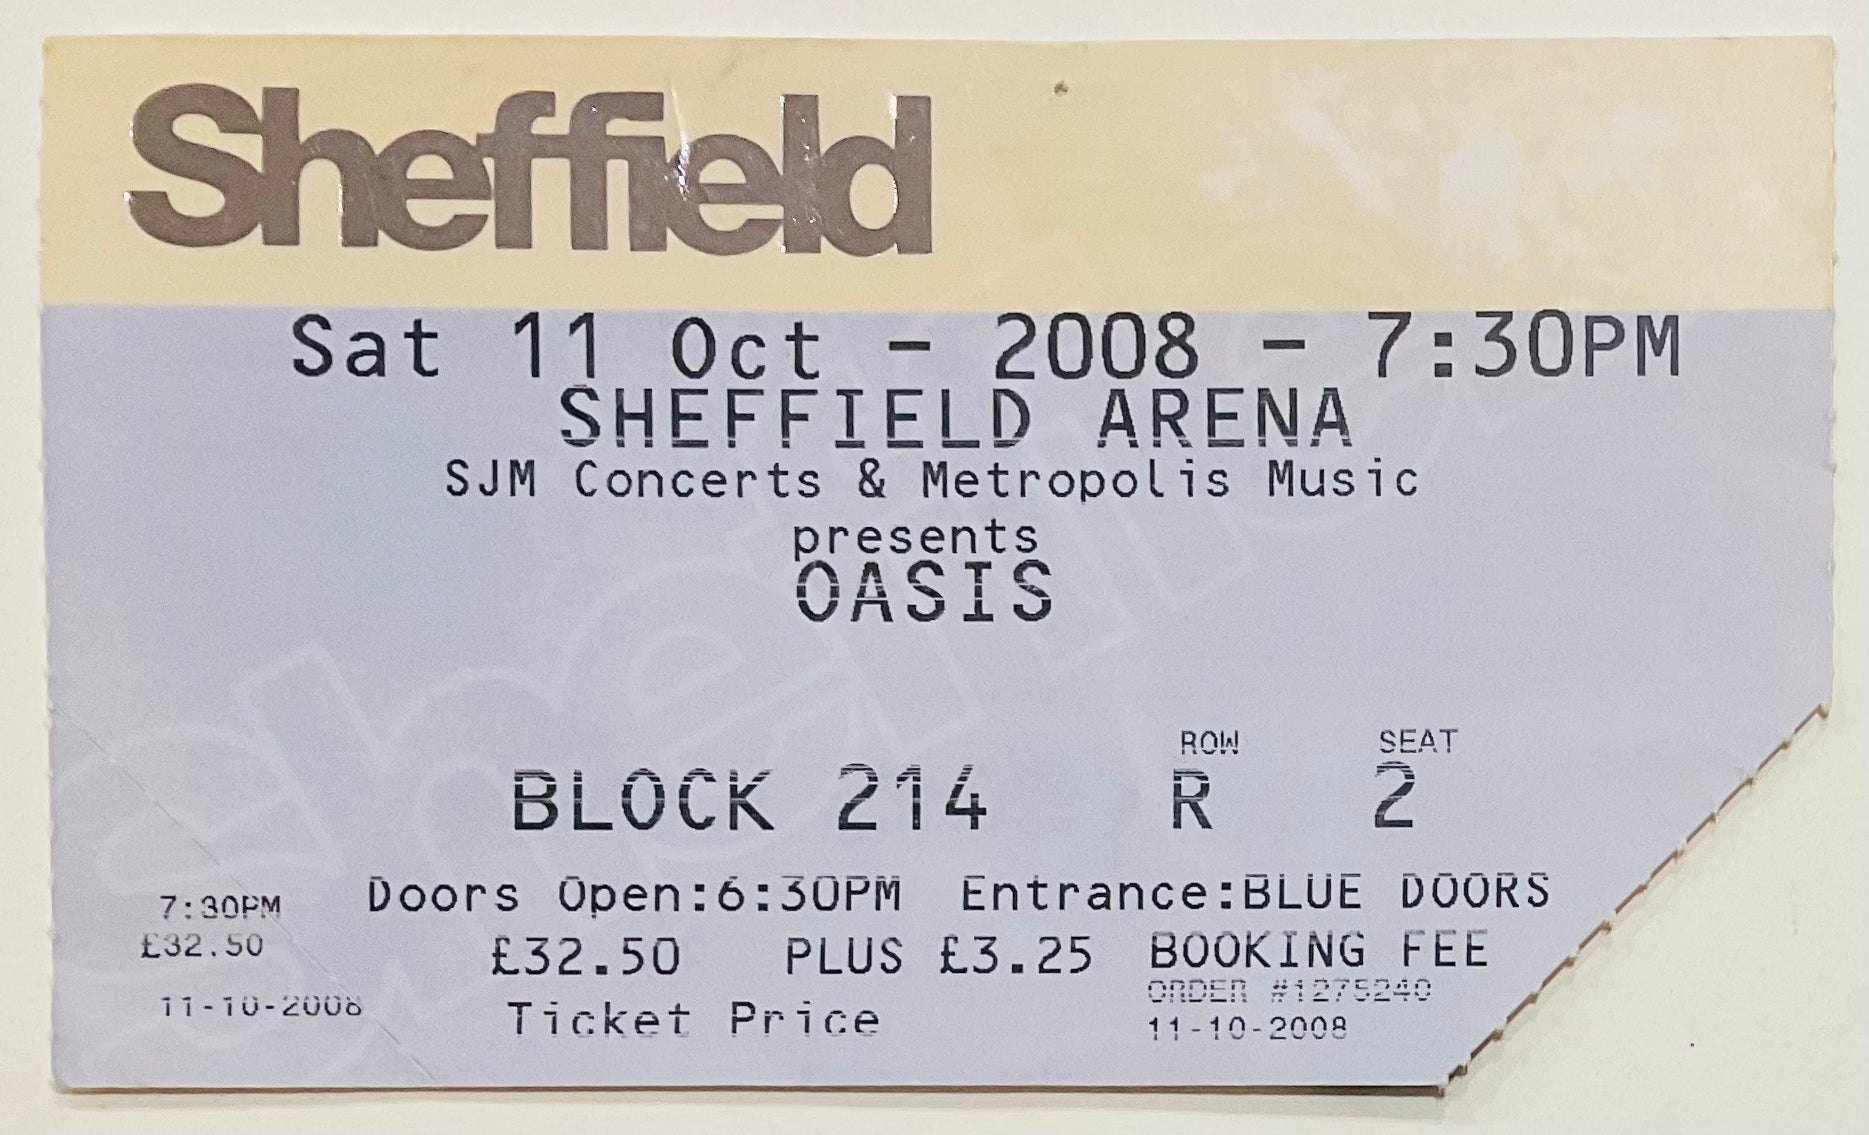 Sheffield
Sat 11 Oct - 2008 - 7:30PM
SHEFFIELD ARENA
SJM Concerts & Metropolis Music
presents
OASIS
ROW SEAT
BLOCK 214 R 2
Doors Open:6:30PM Entrance:BLUE DOORS
7:30PM
£32.50
£32.50 PLUS £3.25 BOOKING FEE
ORDER #1275240
11-10-2008
Ticket Price
11-10-2008